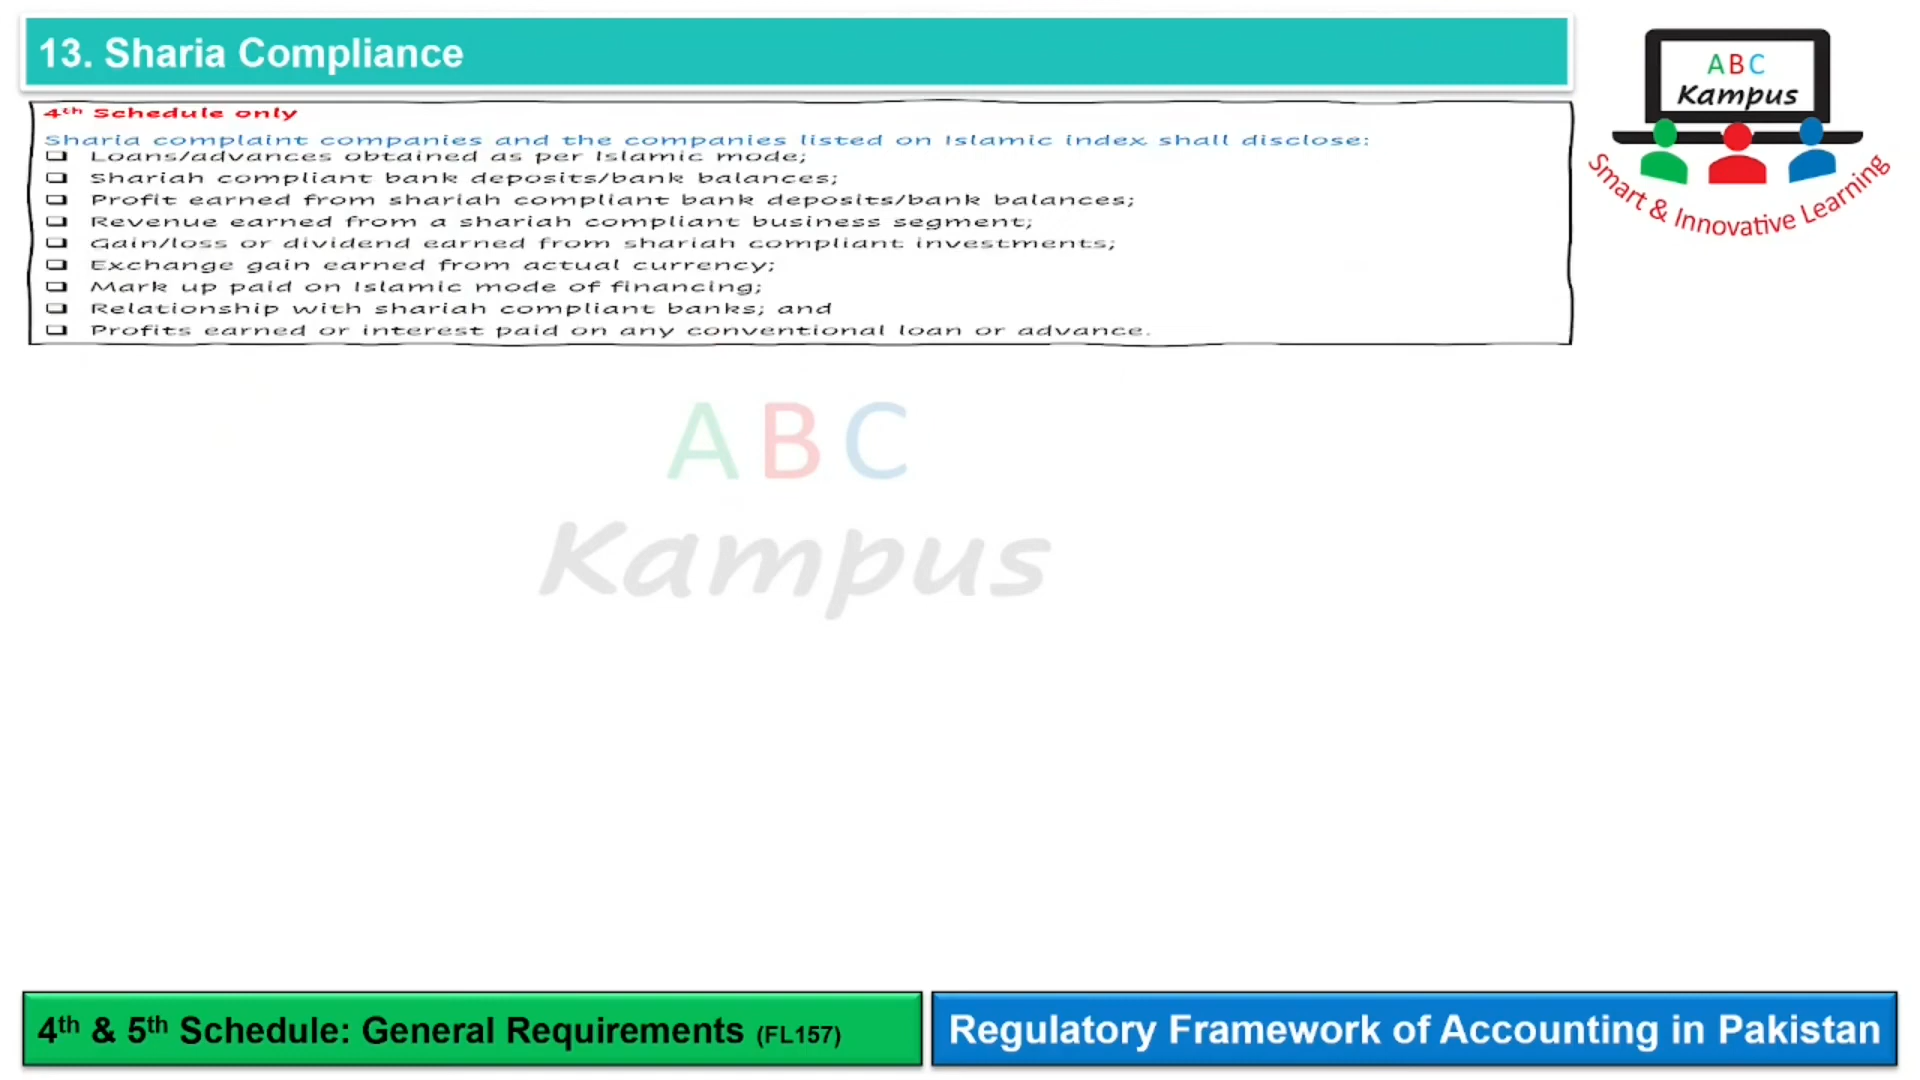 13. Sharia Compliance
4th Schedule only
Sharia complaint companies and the companies listed on Islamic index shall disclose:
❑ Loans/advances obtained as per Islamic mode;
❑ Shariah compliant bank deposits/bank balances;
❑ Profit earned from shariah compliant bank deposits/bank balances;
❑ Revenue earned from a shariah compliant business segment;
❑ Gain/loss or dividend earned from shariah compliant investments;
❑ Exchange gain earned from actual currency;
❑ Mark up paid on Islamic mode of financing;
❑ Relationship with shariah compliant banks; and
❑ Profits earned or interest paid on any conventional loan or advance.
A B C
Kampus
Smart & Innovative Learning
A B C
Kampus
4th & 5th Schedule: General Requirements (FL157)
Regulatory Framework of Accounting in Pakistan